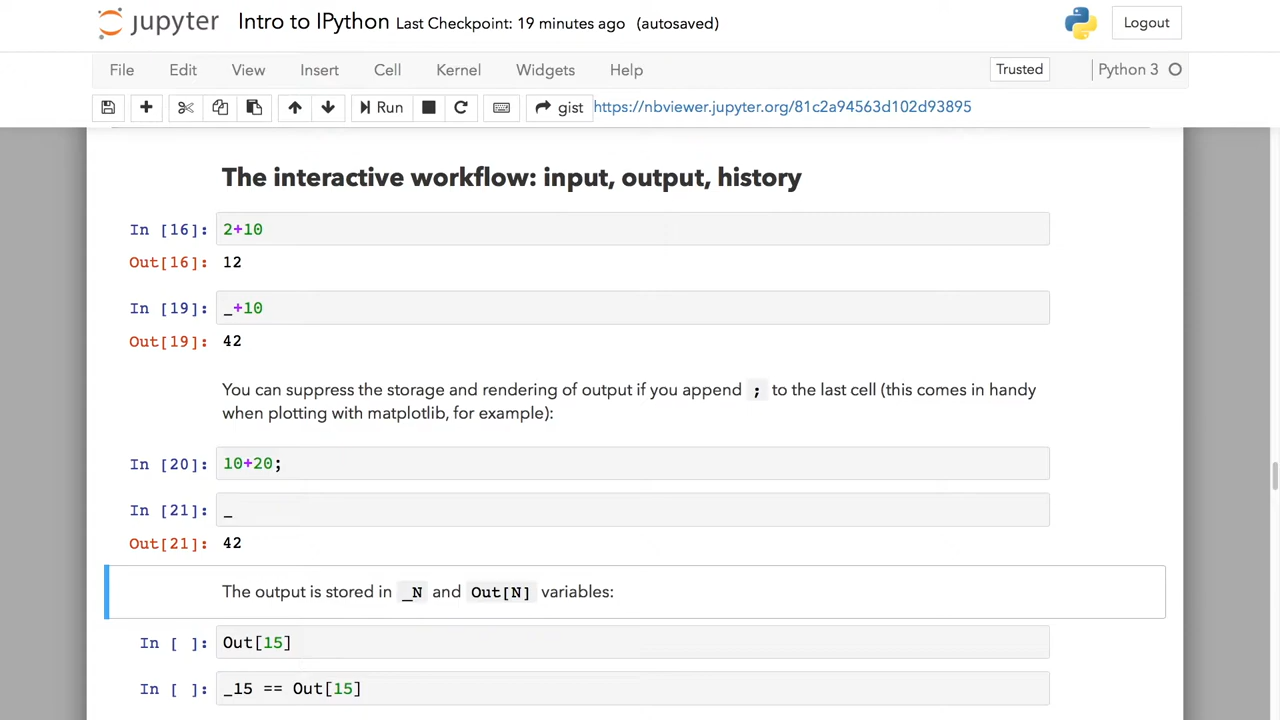 jupyter Intro to IPython Last Checkpoint: 19 minutes ago (autosaved) Logout
File Edit View Insert Cell Kernel Widgets Help Trusted Python 3
Run gist https://nbviewer.jupyter.org/81c2a94563d102d93895
The interactive workflow: input, output, history
In [16]: 2+10
Out[16]: 12
In [19]: _+10
Out[19]: 42
You can suppress the storage and rendering of output if you append ; to the last cell (this comes in handy
when plotting with matplotlib, for example):
In [20]: 10+20;
In [21]: _
Out[21]: 42
The output is stored in _N and Out[N] variables:
In [ ]: Out[15]
In [ ]: _15 == Out[15]